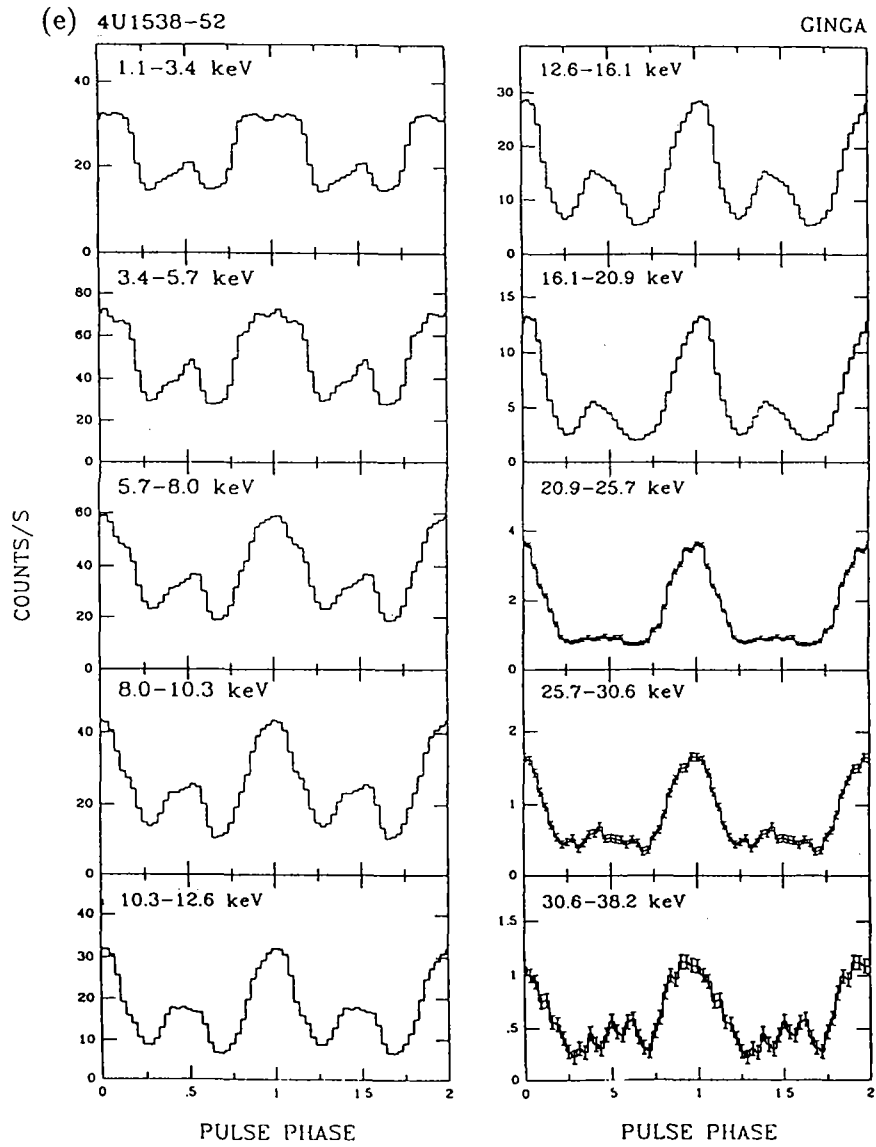 (e) 4U1538-52
GINGA
COUNTS/S
1.1-3.4 keV
40
20
0
3.4-5.7 keV
80
60
40
20
0
5.7-8.0 keV
60
40
20
0
8.0-10.3 keV
40
20
0
10.3-12.6 keV
40
30
20
10
0
0 .5 1 1.5 2
PULSE PHASE
12.6-16.1 keV
30
20
10
0
16.1-20.9 keV
15
10
5
0
20.9-25.7 keV
4
2
0
25.7-30.6 keV
2
1
0
30.6-38.2 keV
1.5
1
.5
0
0 .5 1 1.5 2
PULSE PHASE